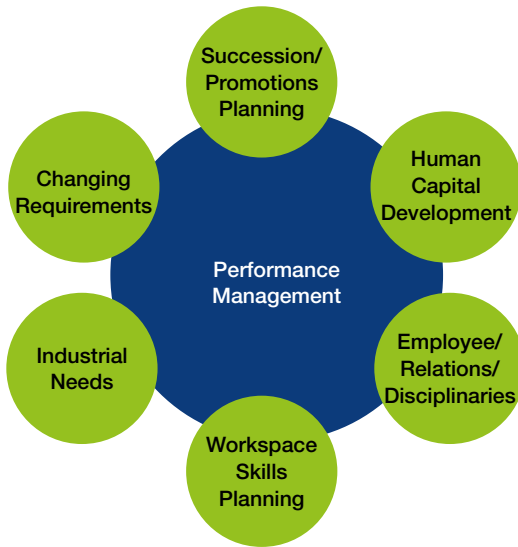 Succession/
Promotions
Planning
Human
Capital
Development
Changing
Requirements
Performance
Management
Employee/
Relations/
Disciplinaries
Industrial
Needs
Workspace
Skills
Planning